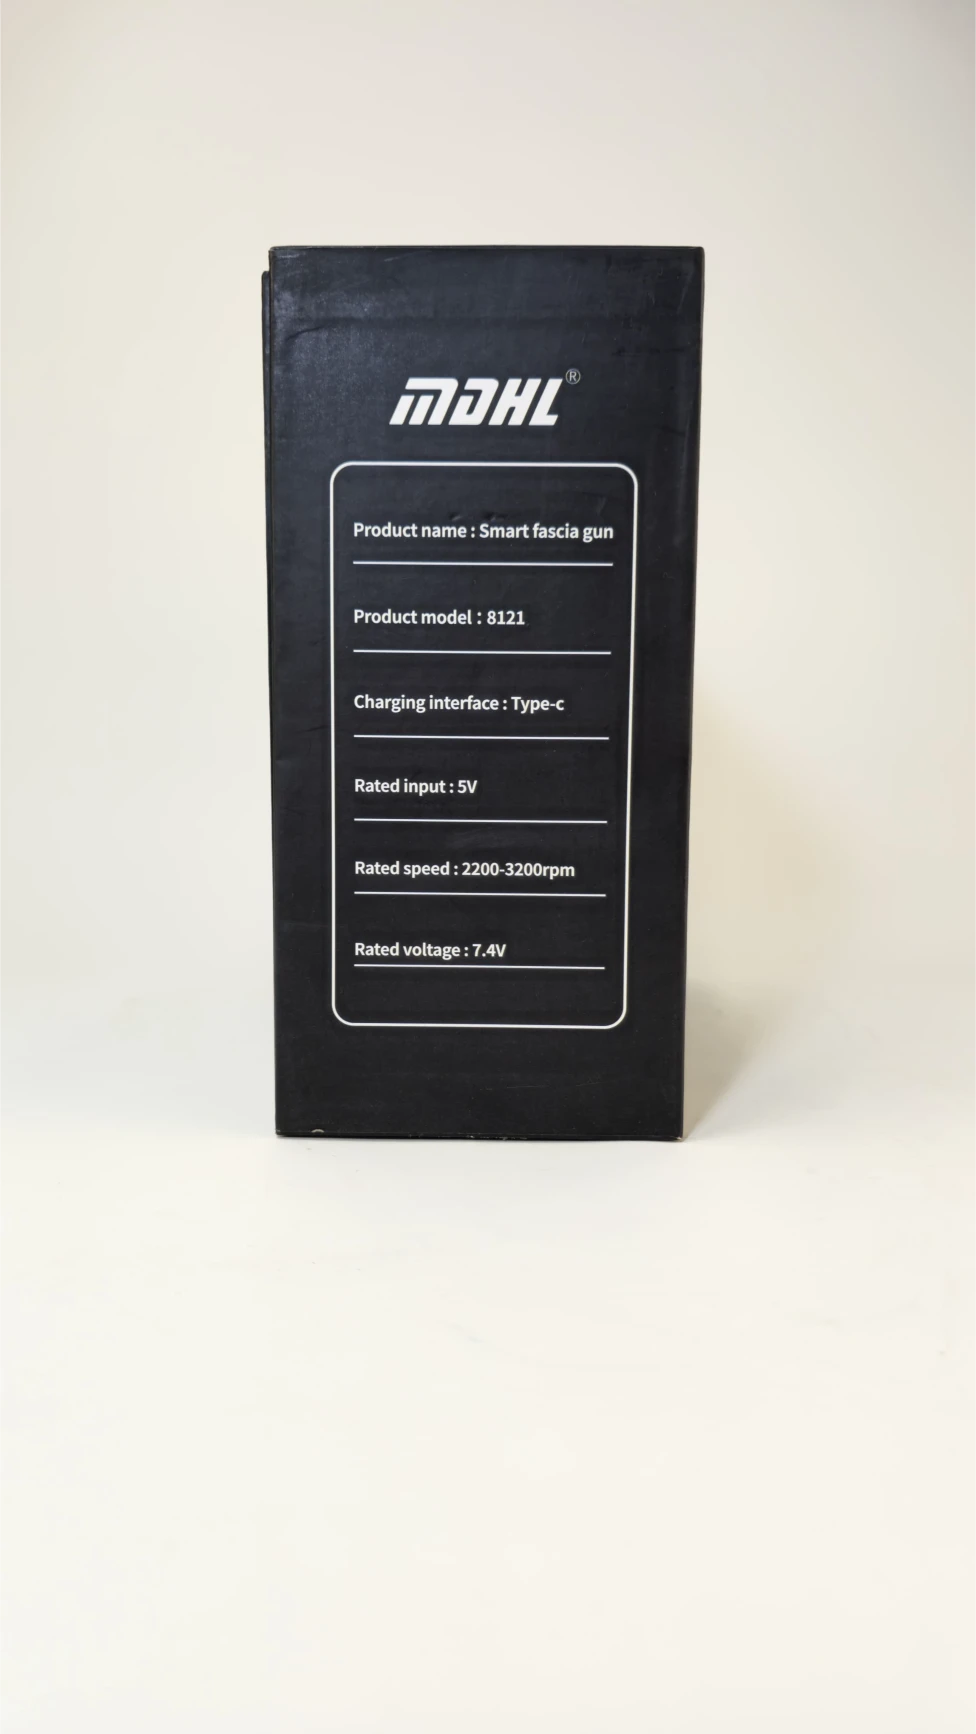 MDHL®
Product name : Smart fascia gun
Product model : 8121
Charging interface : Type-c
Rated input : 5V
Rated speed : 2200-3200rpm
Rated voltage : 7.4V